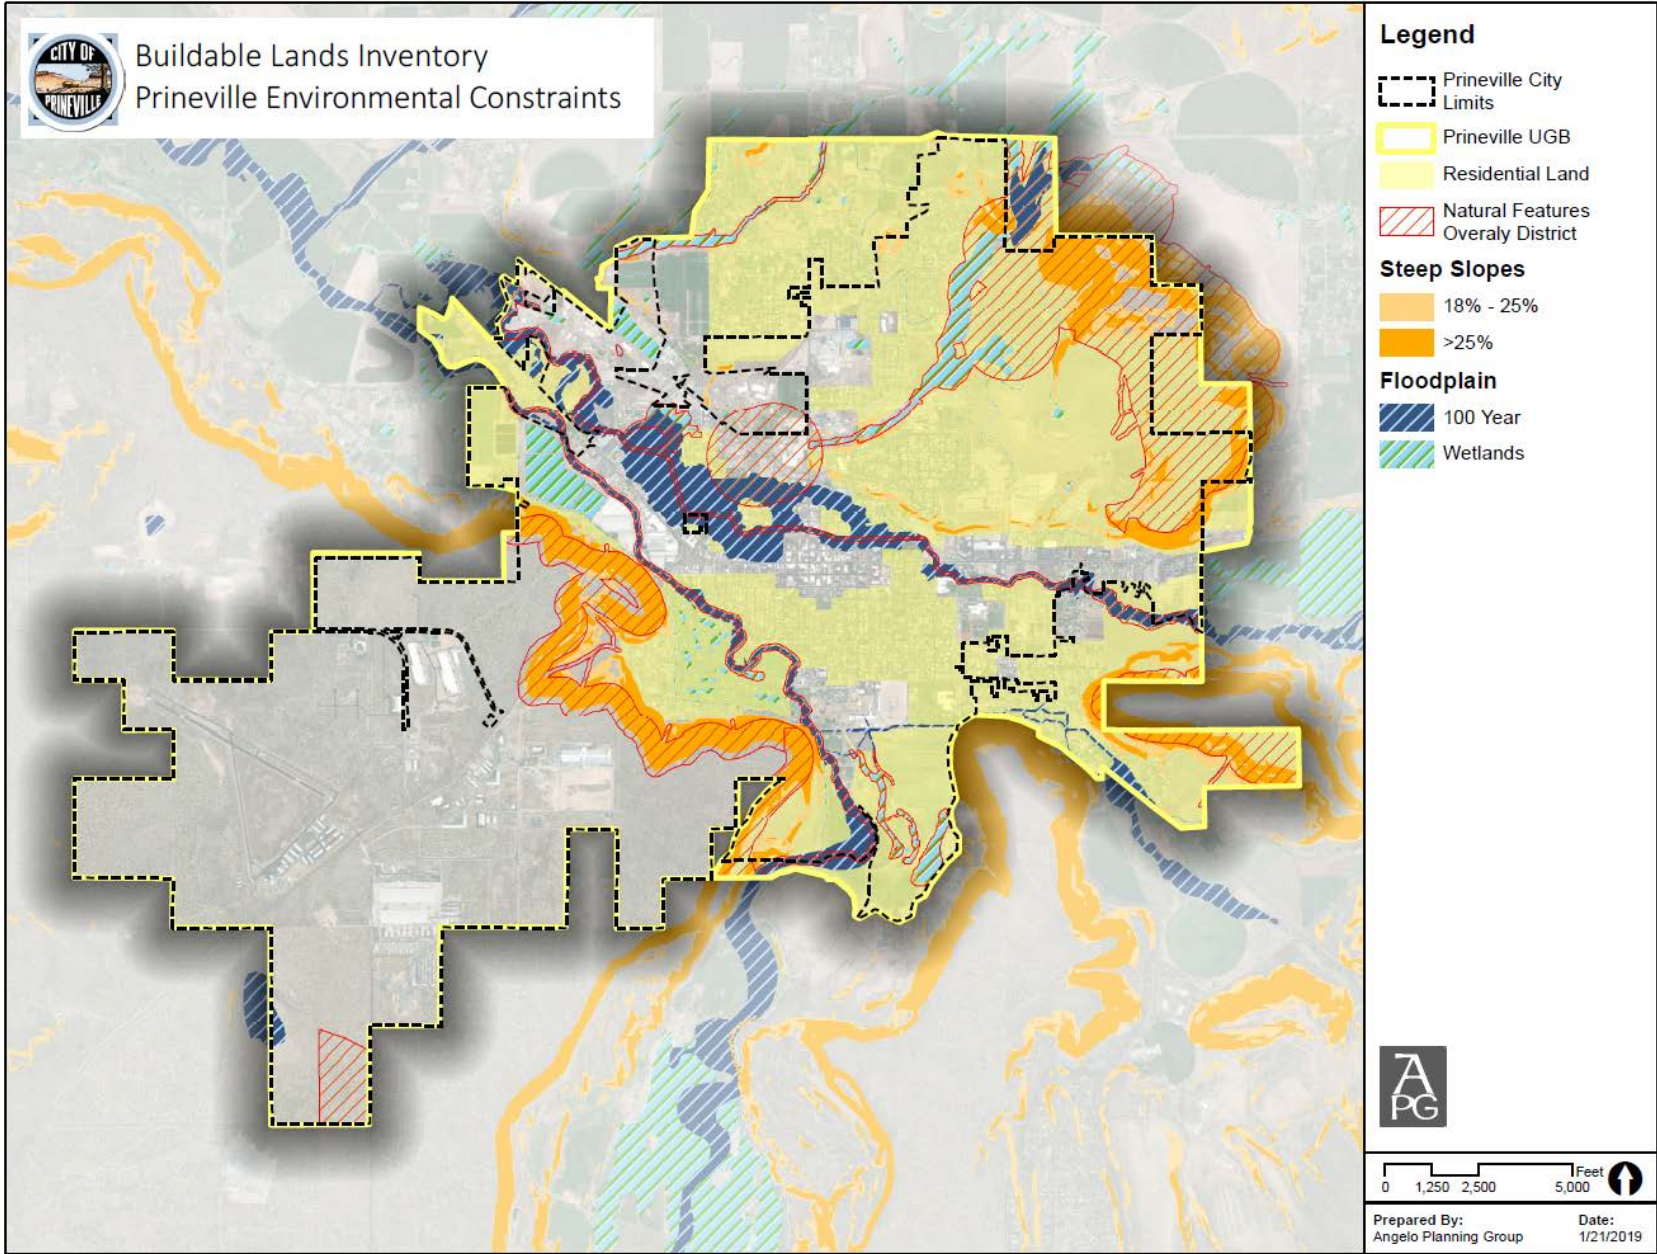 CITY OF
PRINEVILLE
Buildable Lands Inventory
Prineville Environmental Constraints
Legend
Prineville City
Limits
Prineville UGB
Residential Land
Natural Features
Overaly District
Steep Slopes
18% - 25%
>25%
Floodplain
100 Year
Wetlands
A
PG
Feet
0 1,250 2,500 5,000
Prepared By:
Angelo Planning Group
Date:
1/21/2019